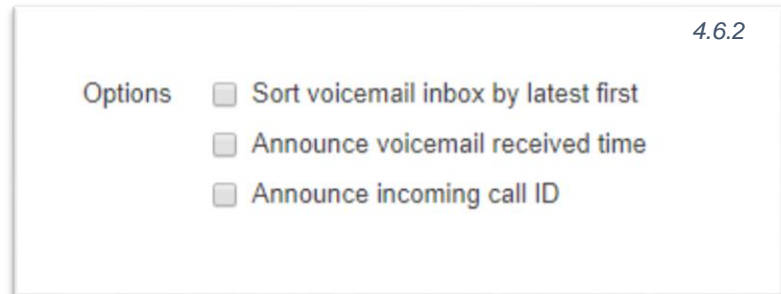 4.6.2
Options Sort voicemail inbox by latest first
Announce voicemail received time
Announce incoming call ID